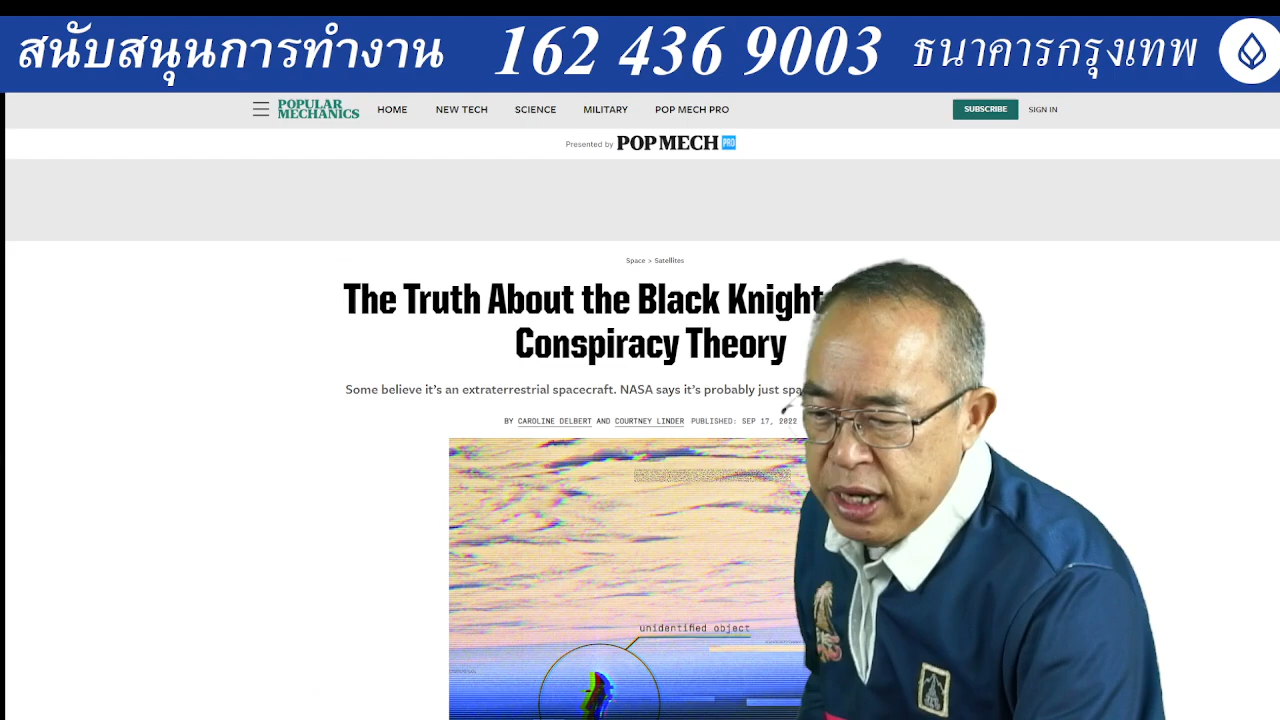 สนับสนุนการทำงาน 162 436 9003 ธนาคารกรุงเทพ
POPULAR MECHANICS HOME NEW TECH SCIENCE MILITARY POP MECH PRO SUBSCRIBE SIGN IN
Presented by POP MECH PRO
Space > Satellites
The Truth About the Black Knight
Conspiracy Theory
Some believe it's an extraterrestrial spacecraft. NASA says it's probably just
BY CAROLINE DELBERT AND COURTNEY LINDER PUBLISHED: SEP 17, 2022
unidentified object